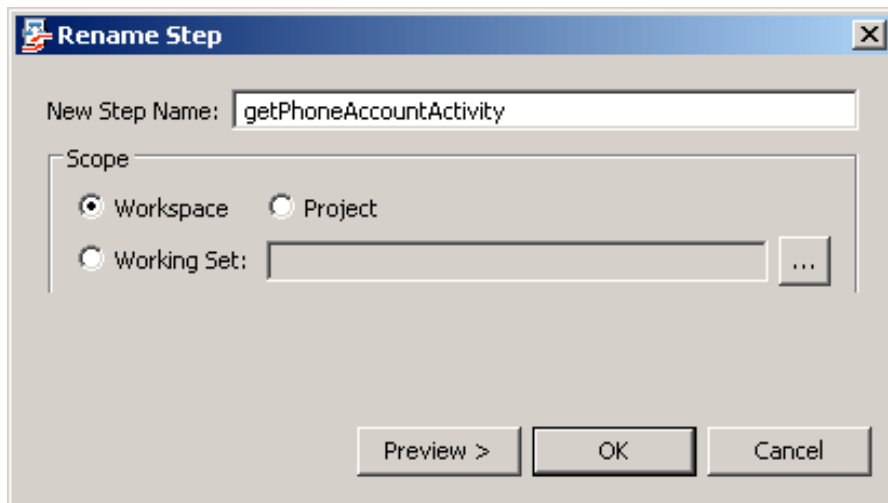 Rename Step
New Step Name: getPhoneAccountActivity
Scope
Workspace Project
Working Set: ...
Preview > OK Cancel